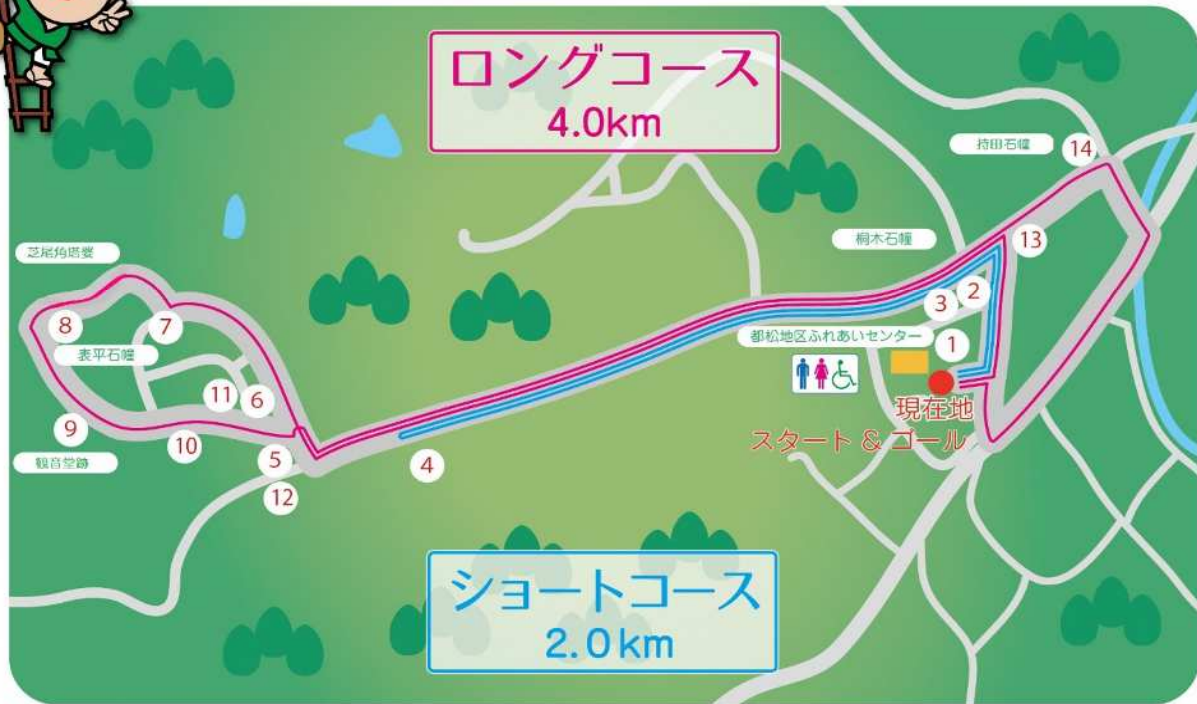 ロングコース
4.0km
持田石幢
14
桐木石幢
13
芝尾角塔婆
3
2
8
7
都松地区ふれあいセンター
1
表平石幢
11
6
現在地
スタート & ゴール
9
10
観音堂跡
5
4
12
ショートコース
2.0km